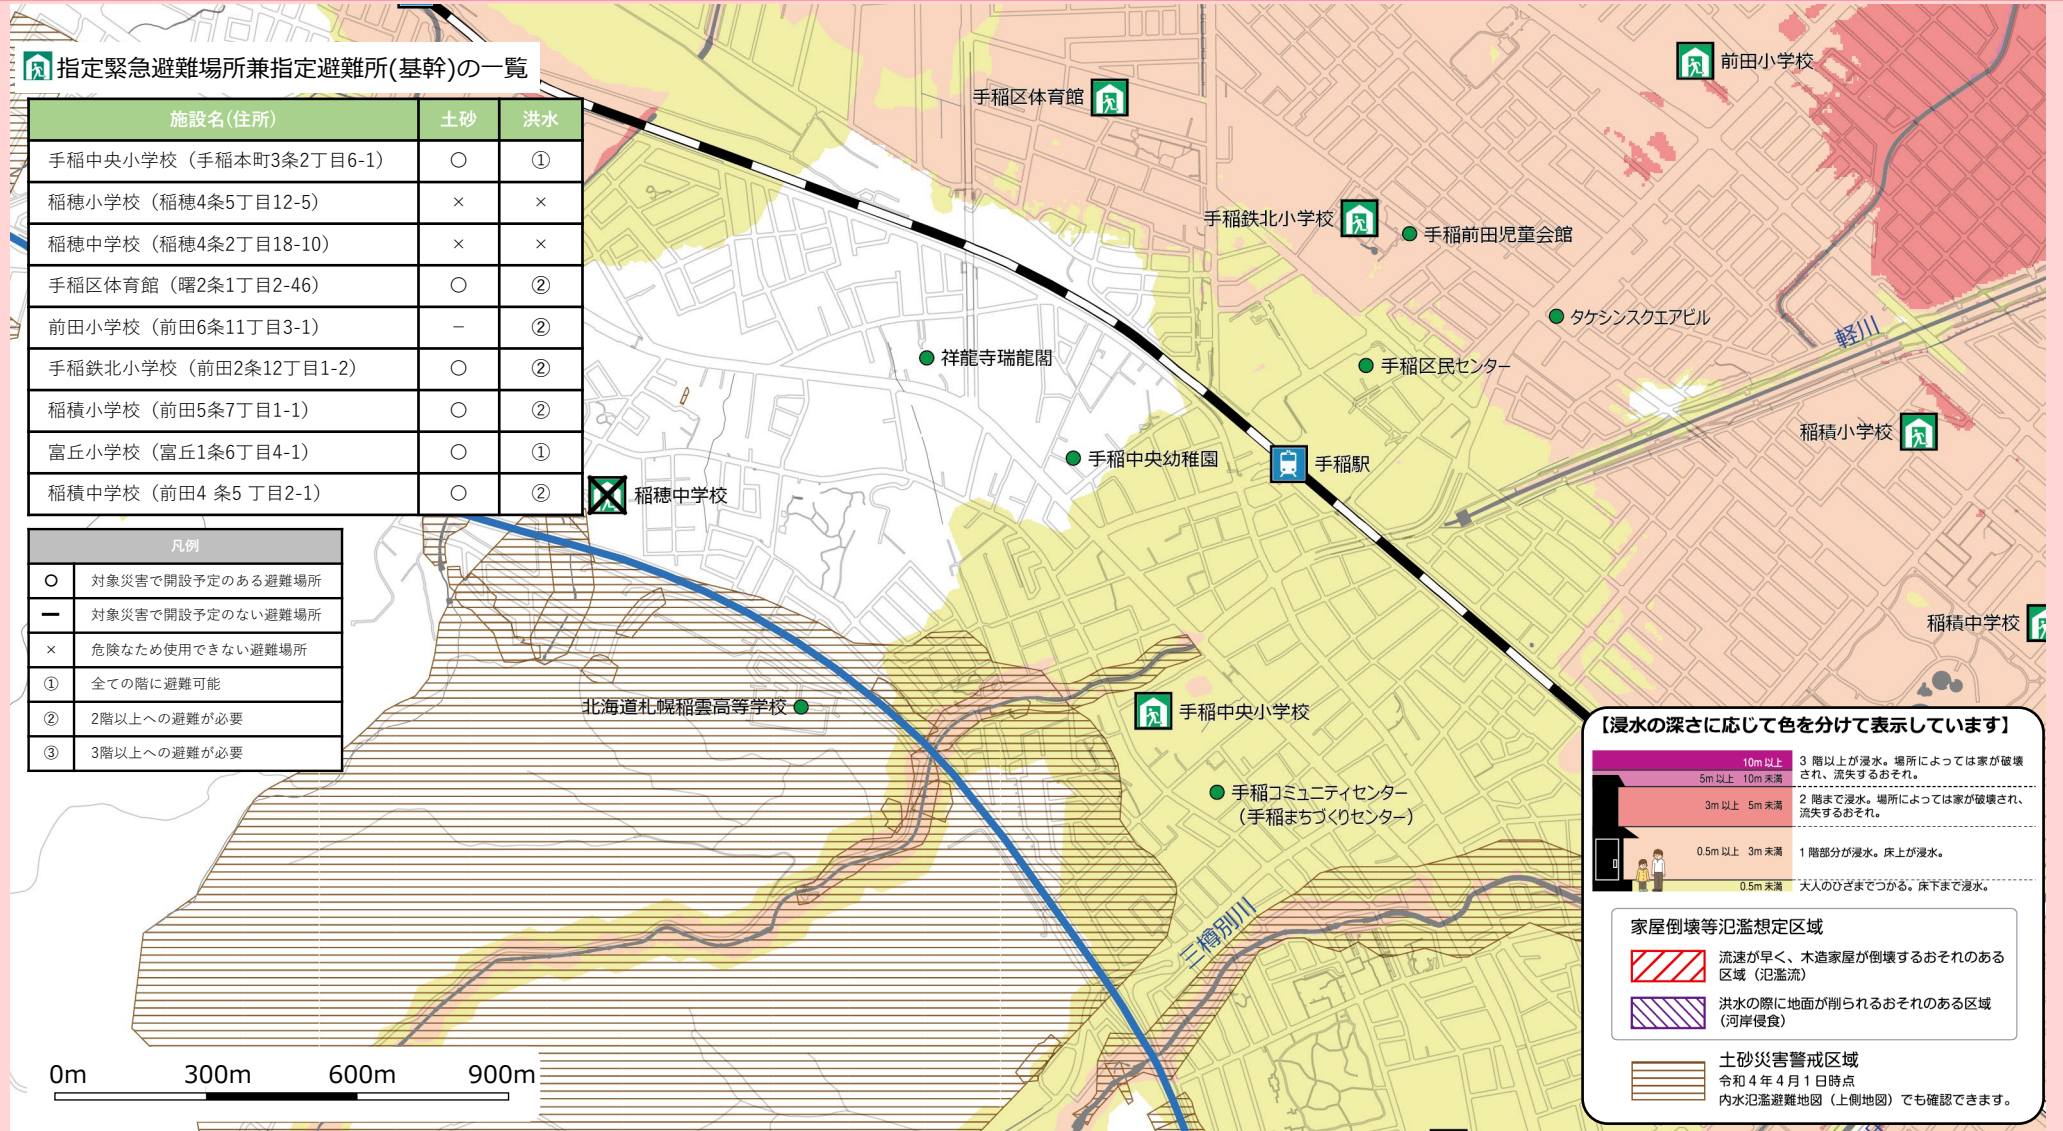 指定緊急避難場所兼指定避難所(基幹)の一覧
施設名(住所) 土砂 洪水
手稲中央小学校（手稲本町3条2丁目6-1） ○ ①
稲穂小学校（稲穂4条5丁目12-5） × ×
稲穂中学校（稲穂4条2丁目18-10） × ×
手稲区体育館（曙2条1丁目2-46） ○ ②
前田小学校（前田6条11丁目3-1） － ②
手稲鉄北小学校（前田2条12丁目1-2） ○ ②
稲積小学校（前田5条7丁目1-1） ○ ②
富丘小学校（富丘1条6丁目4-1） ○ ①
稲積中学校（前田4 条5 丁目2-1） ○ ②
凡例
○ 対象災害で開設予定のある避難場所
ー 対象災害で開設予定のない避難場所
× 危険なため使用できない避難場所
① 全ての階に避難可能
② 2階以上への避難が必要
③ 3階以上への避難が必要
前田小学校
手稲区体育館
手稲鉄北小学校
手稲前田児童会館
タケシンスクエアビル
軽川
祥龍寺瑞龍閣
手稲区民センター
稲積小学校
手稲中央幼稚園
手稲駅
稲穂中学校
稲積中学校
北海道札幌稲雲高等学校
手稲中央小学校
手稲コミュニティセンター
（手稲まちづくりセンター）
三樽別川
0m 300m 600m 900m
【浸水の深さに応じて色を分けて表示しています】
10m 以上
3 階以上が浸水。場所によっては家が破壊
され、流失するおそれ。
5m 以上 10m 未満
3m 以上 5m 未満
2 階まで浸水。場所によっては家が破壊され、
流失するおそれ。
0.5m 以上 3m 未満
1 階部分が浸水。床上が浸水。
0.5m 未満
大人のひざまでつかる。床下まで浸水。
家屋倒壊等氾濫想定区域
流速が早く、木造家屋が倒壊するおそれのある
区域（氾濫流）
洪水の際に地面が削られるおそれのある区域
（河岸侵食）
土砂災害警戒区域
令和４年４月１日時点
内水氾濫避難地図（上側地図）でも確認できます。